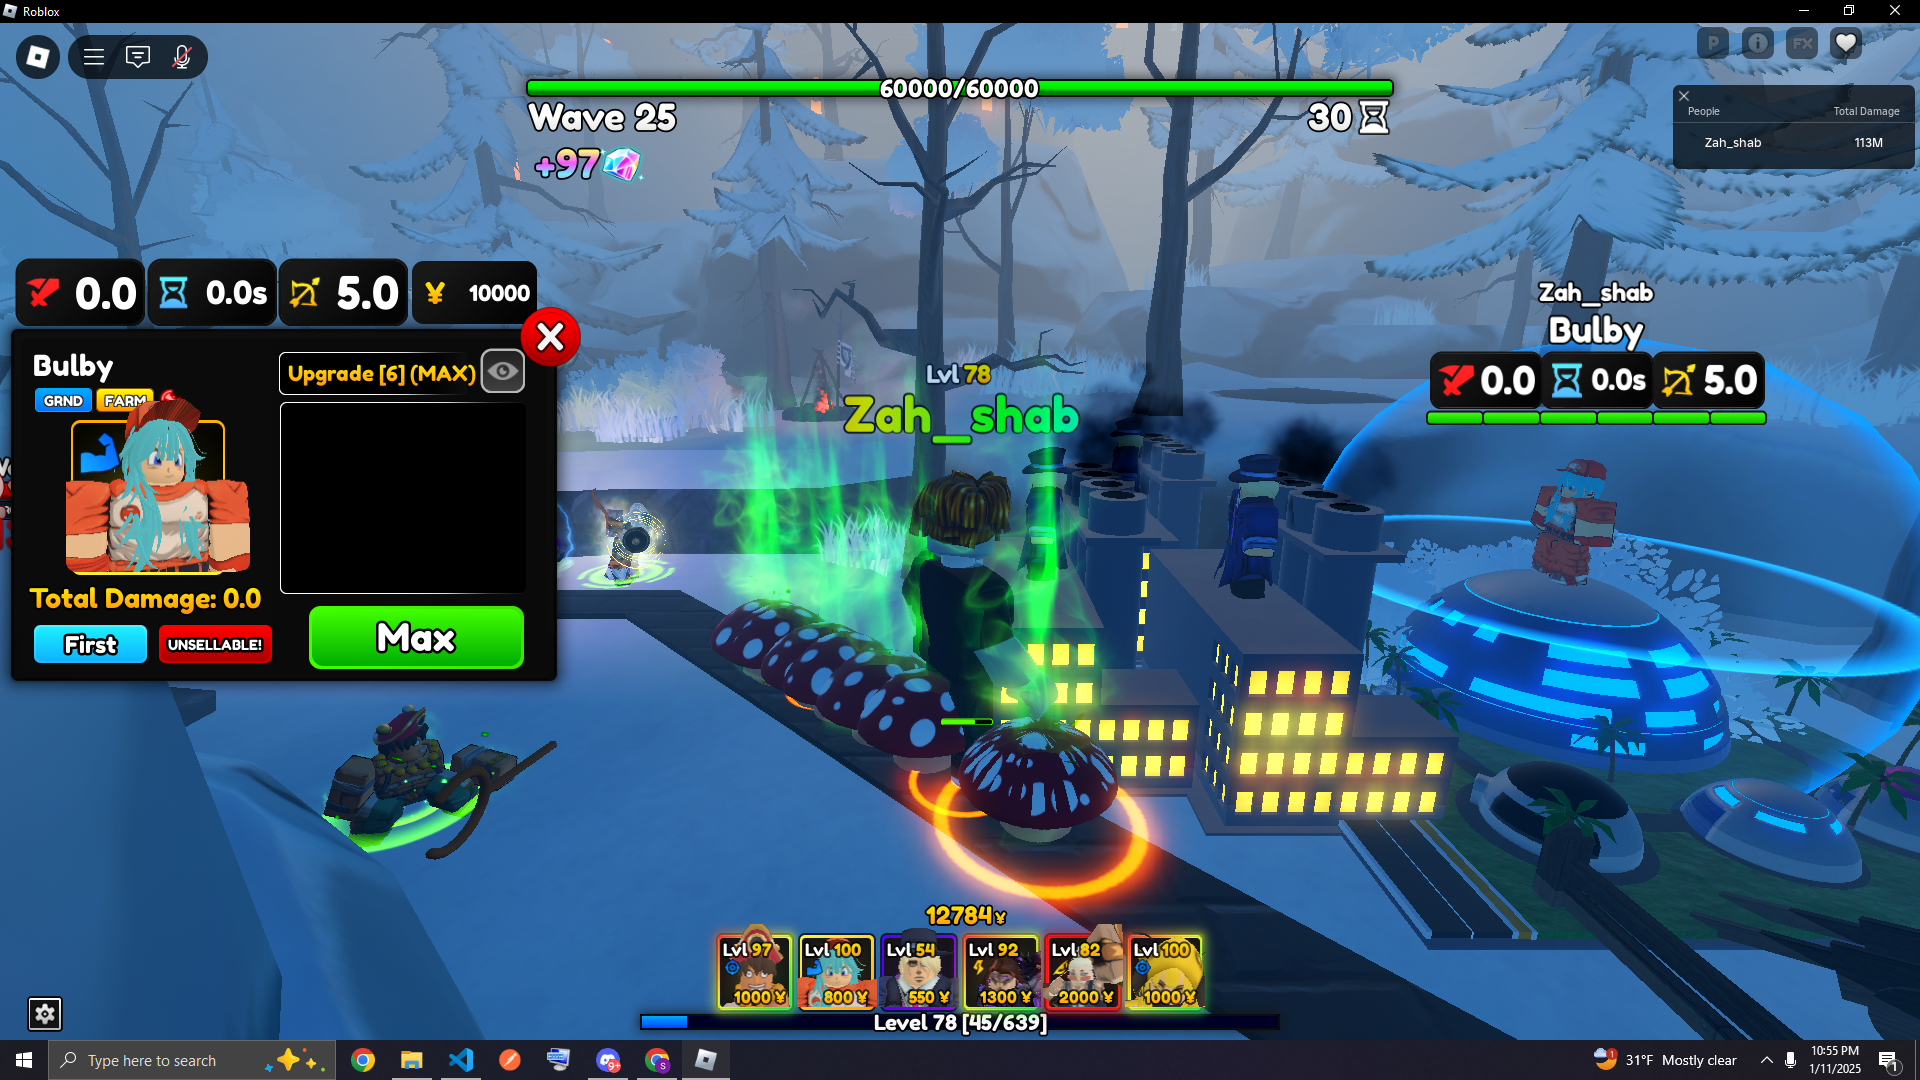 Roblox
60000/60000
Wave 25
30
+97
P
FX
People Total Damage
Zah_shab 113M
0.0
0.0s
5.0
¥ 10000
Bulby
GRND
FARM
Upgrade [6] (MAX)
Total Damage: 0.0
First
UNSELLABLE!
Max
Lvl 78
Zah_shab
Zah_shab
Bulby
0.0
0.0s
5.0
12784¥
Lvl 97
Lvl 100
Lvl 54
Lvl 92
Lvl 82
Lvl 100
1000 ¥
800 ¥
550 ¥
1300 ¥
2000 ¥
1000 ¥
Level 78 [45/639]
Type here to search
9+
S
1
31°F Mostly clear
10:55 PM
1/11/2025
1